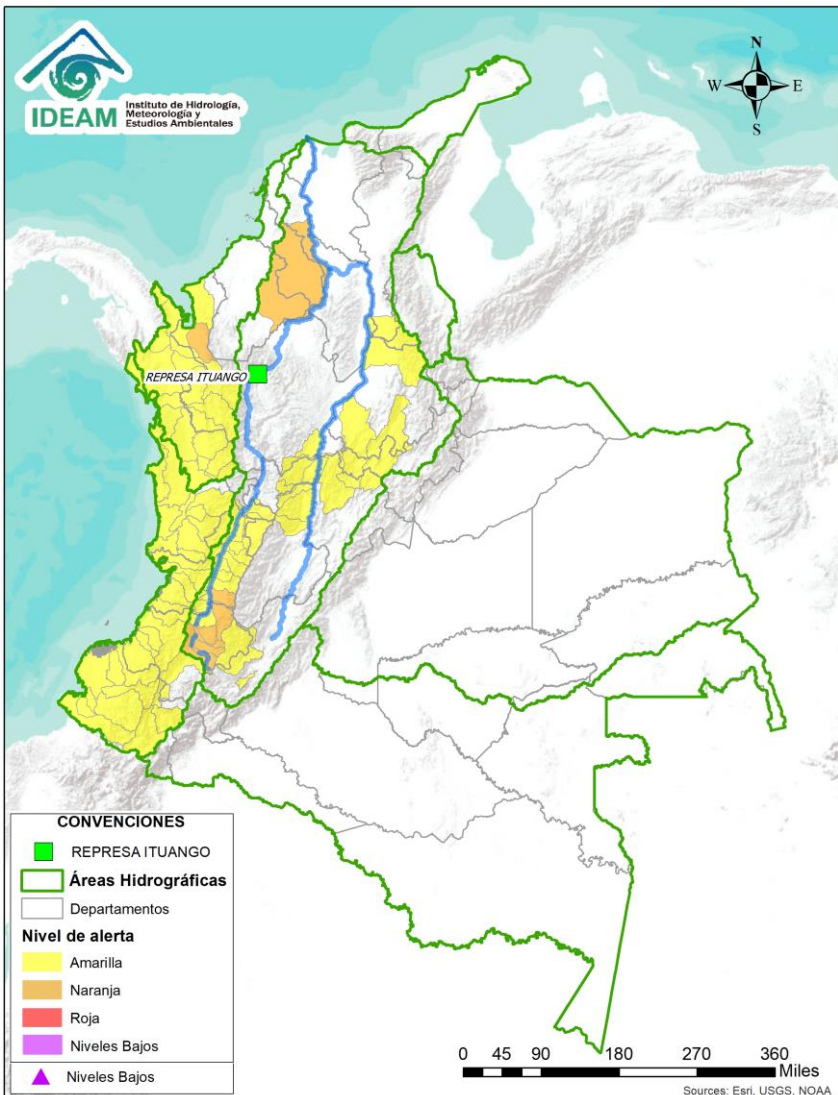 IDEAM
Instituto de Hidrología,
Meteorología y
Estudios Ambientales
N
W
E
S
REPRESA ITUANGO
CONVENCIONES
REPRESA ITUANGO
Áreas Hidrográficas
Departamentos
Nivel de alerta
Amarilla
Naranja
Roja
Niveles Bajos
Niveles Bajos
0 45 90 180 270 360
Miles
Sources: Esri, USGS, NOAA